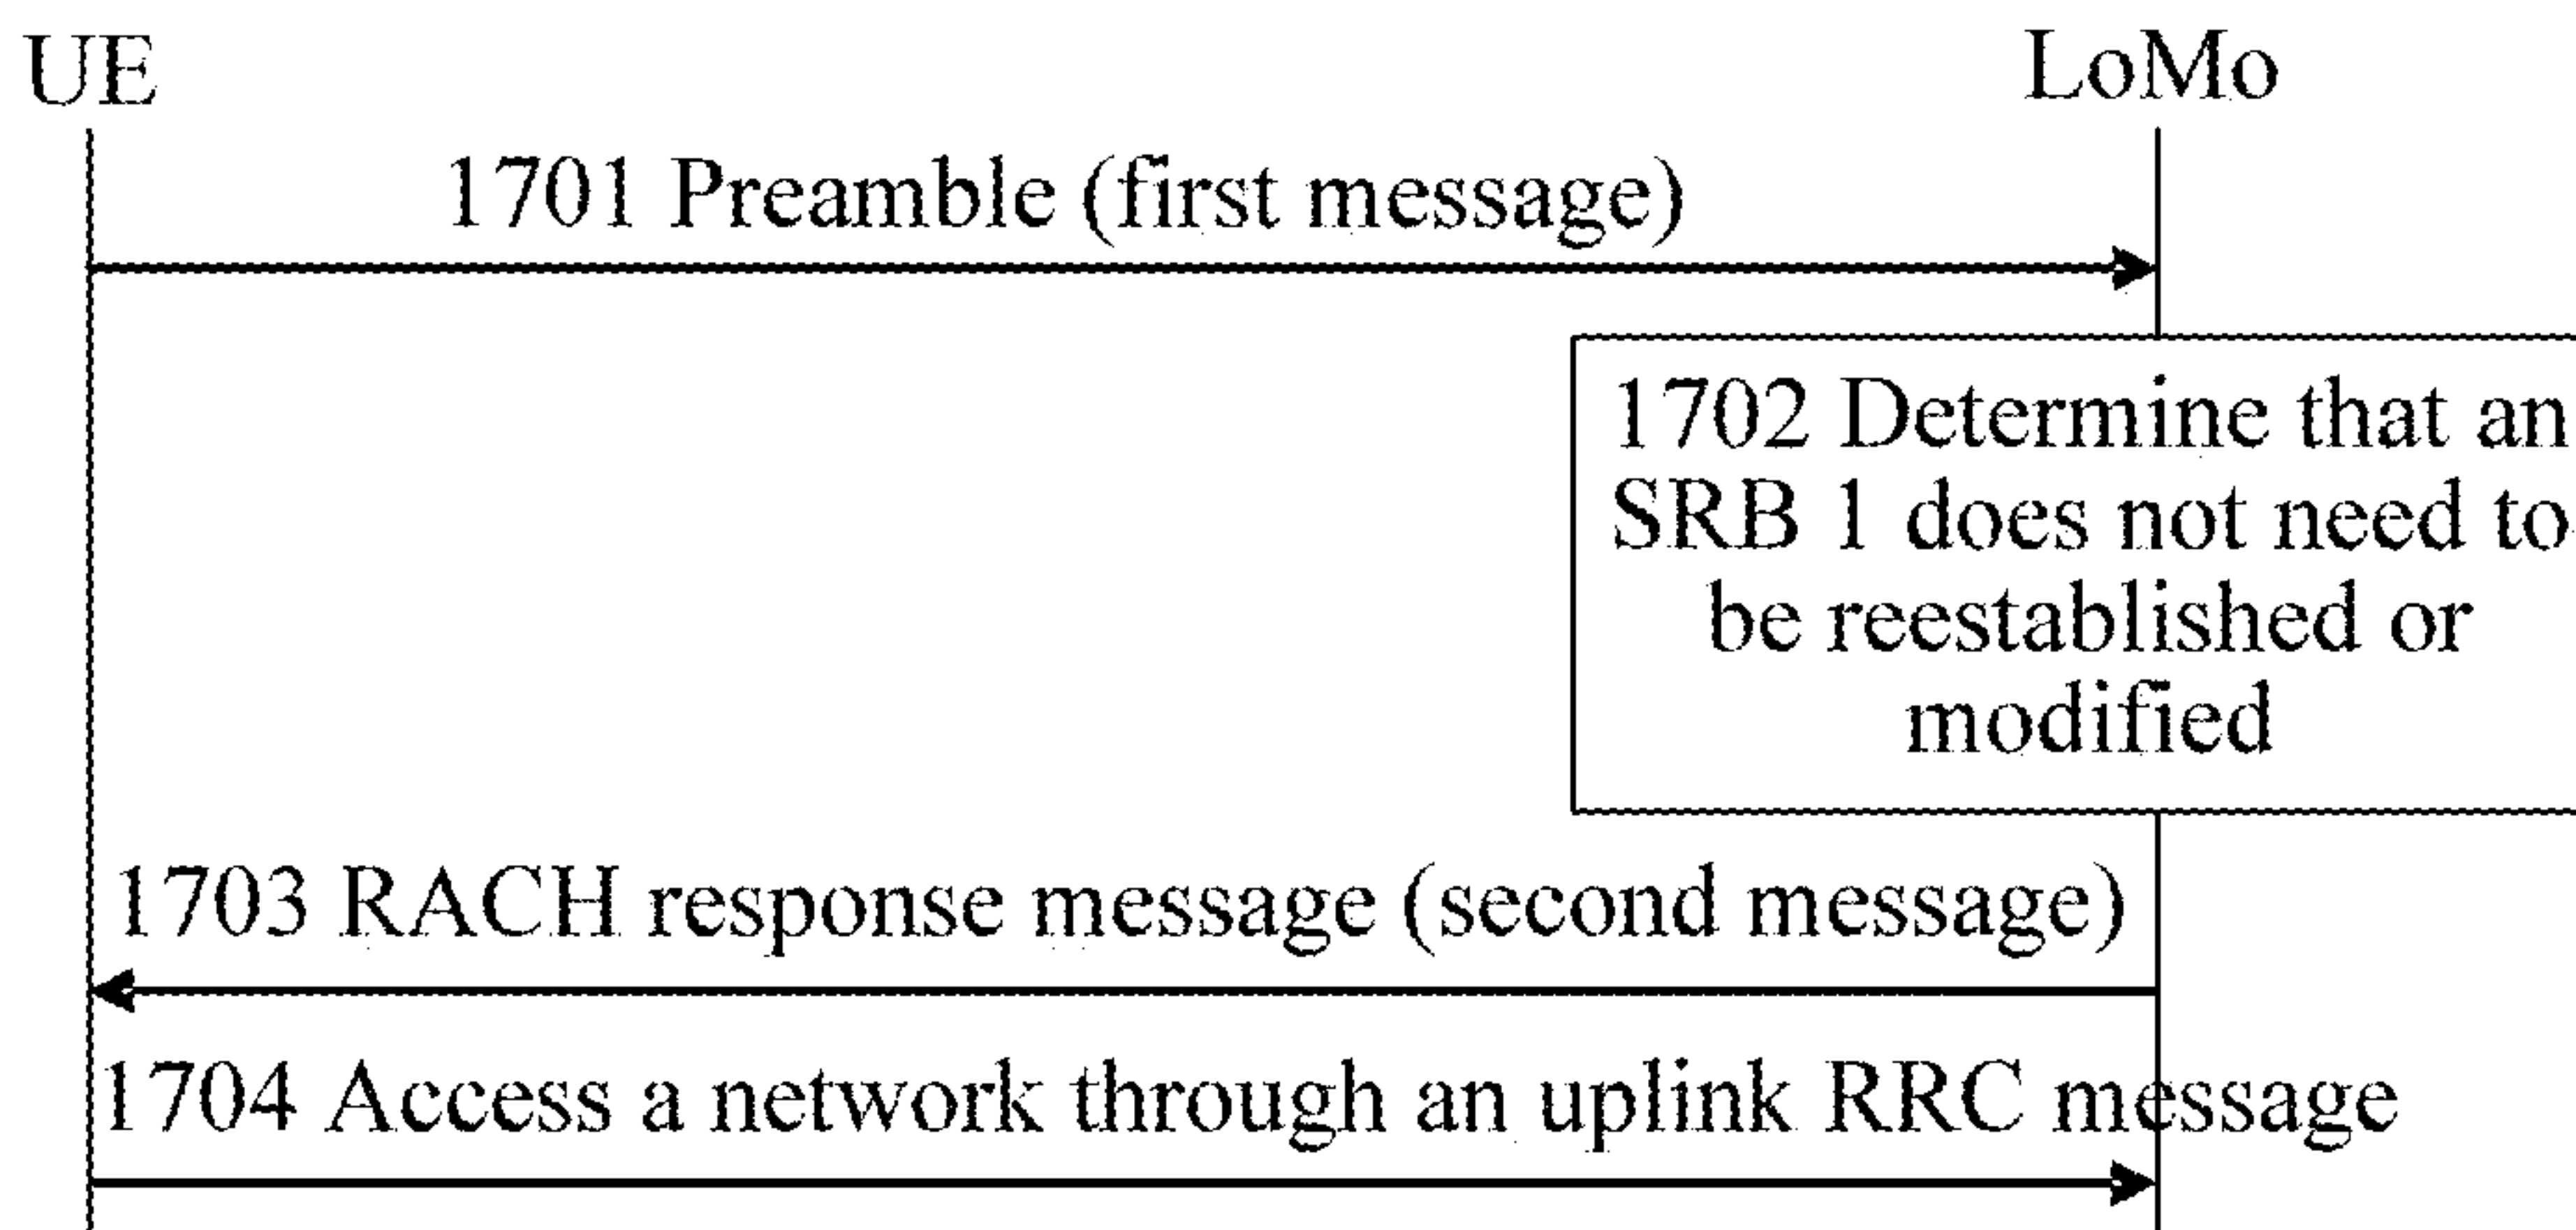 UE
LoMo
1701 Preamble (first message)
1702 Determine that an
SRB 1 does not need to
be reestablished or
modified
1703 RACH response message (second message)
1704 Access a network through an uplink RRC message